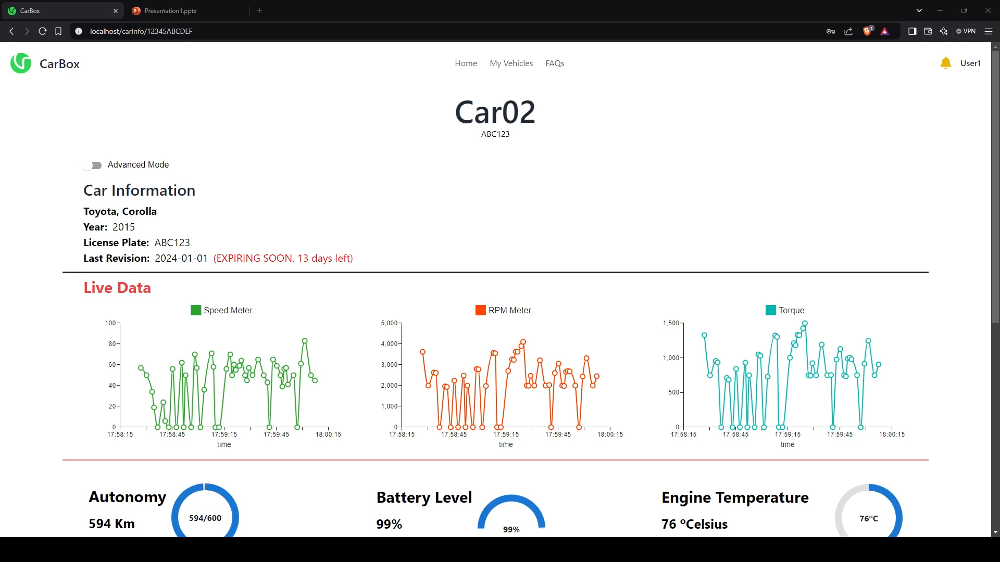 CarBox
Presentation1.pptx
localhost/carInfo/12345ABCDEF
1
VPN
CarBox
Home
My Vehicles
FAQs
User1
Car02
ABC123
Advanced Mode
Car Information
Toyota, Corolla
Year: 2015
License Plate: ABC123
Last Revision: 2024-01-01 (EXPIRING SOON, 13 days left)
Live Data
Speed Meter
100
80
60
40
20
0
17:58:15 17:58:45 17:59:15 17:59:45 18:00:15
time
RPM Meter
5,000
4,000
3,000
2,000
1,000
0
17:58:15 17:58:45 17:59:15 17:59:45 18:00:15
time
Torque
1,500
1,000
500
0
17:58:15 17:58:45 17:59:15 17:59:45 18:00:15
time
Autonomy
594 Km
594/600
Battery Level
99%
99%
Engine Temperature
76 ºCelsius
76ºC